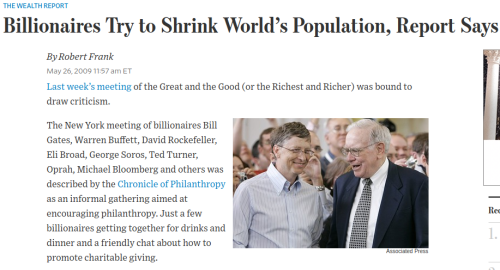 THE WEALTH REPORT
Billionaires Try to Shrink World's Population, Report Says
By Robert Frank
May 26, 2009 11:57 am ET
Last week's meeting of the Great and the Good (or the Richest and Richer) was bound to
draw criticism.
The New York meeting of billionaires Bill
Gates, Warren Buffett, David Rockefeller,
Eli Broad, George Soros, Ted Turner,
Oprah, Michael Bloomberg and others was
described by the Chronicle of Philanthropy
as an informal gathering aimed at
encouraging philanthropy. Just a few
billionaires getting together for drinks and
dinner and a friendly chat about how to
promote charitable giving.
Associated Press
Rec
1.